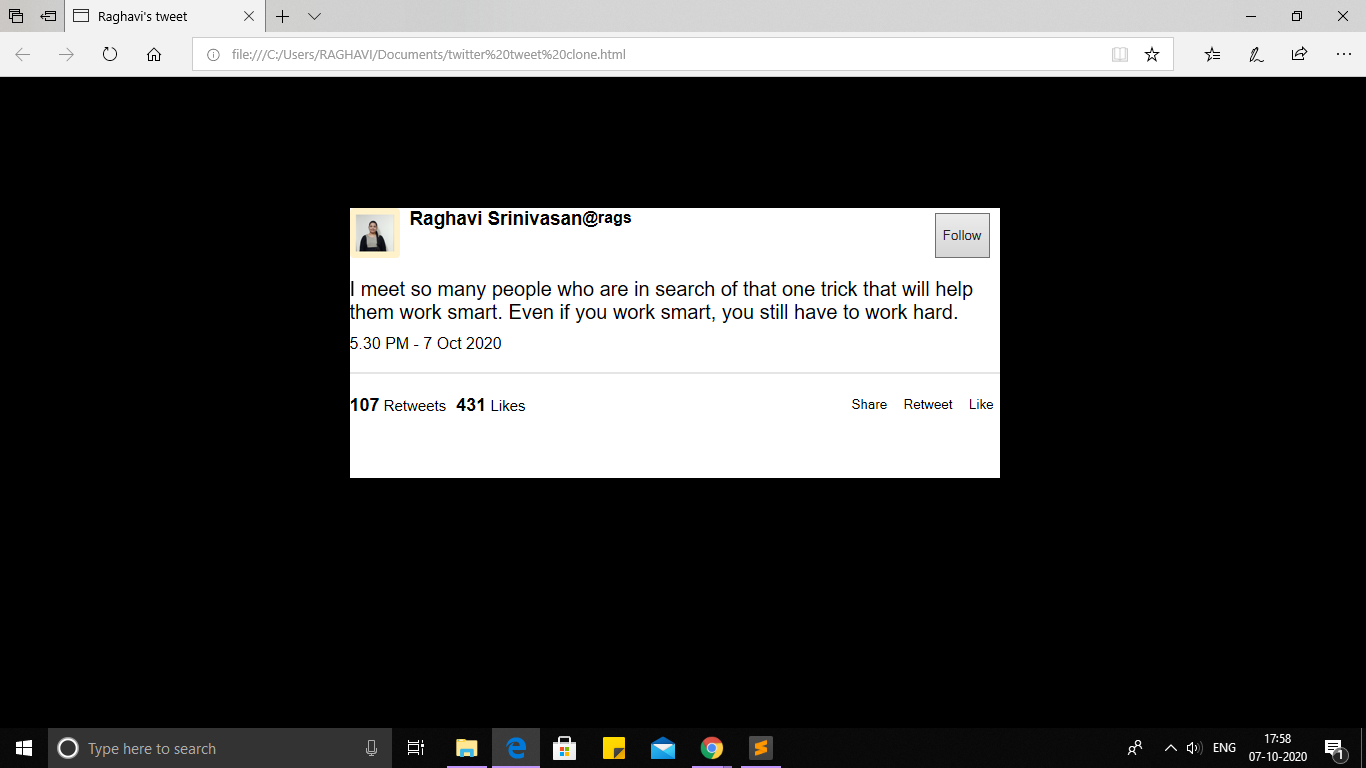 Raghavi's tweet
file:///C:/Users/RAGHAVI/Documents/twitter%20tweet%20clone.html
Raghavi Srinivasan@rags
Follow
I meet so many people who are in search of that one trick that will help
them work smart. Even if you work smart, you still have to work hard.
5.30 PM - 7 Oct 2020
107 Retweets 431 Likes
Share Retweet Like
Type here to search
ENG
17:58
07-10-2020
1